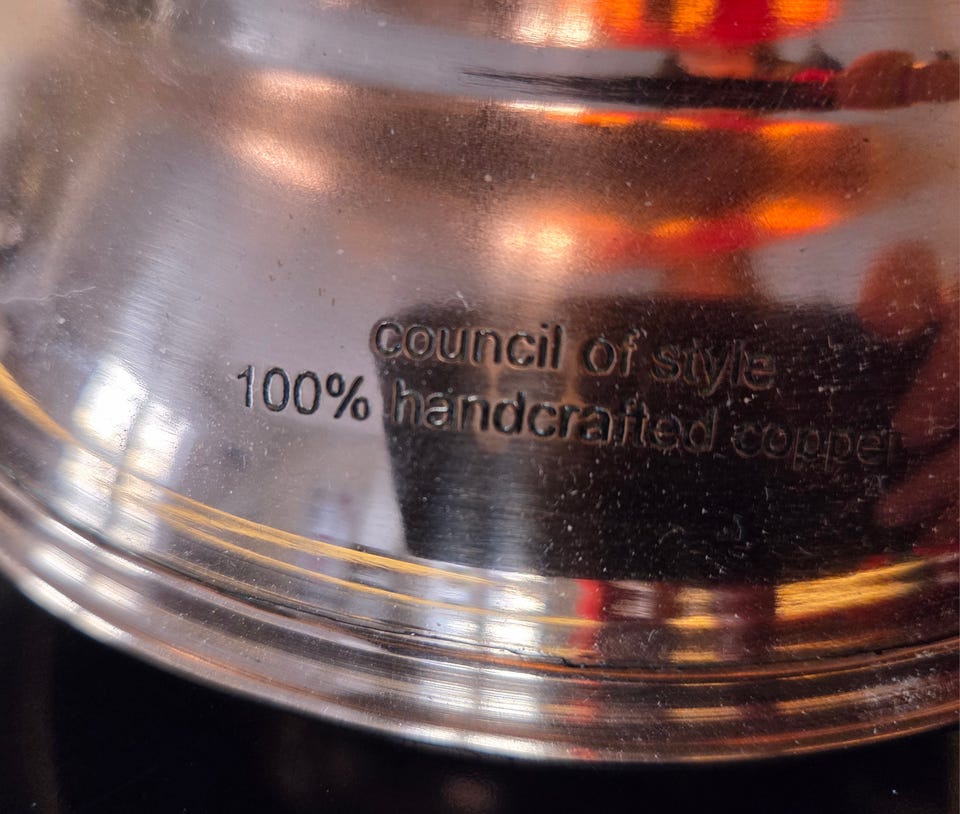 council of style
100% handcrafted copper